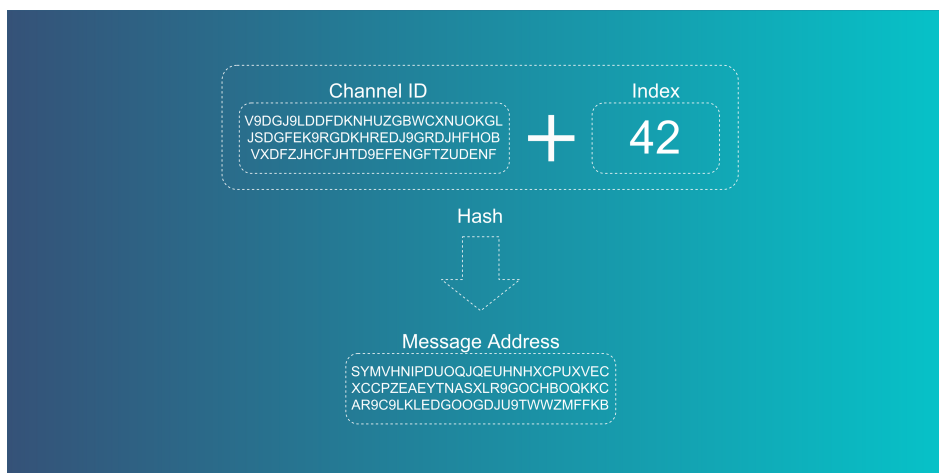 Channel ID
Index
V9DGJ9LDDFDKNHUZGBWCXNUOKGL
JSDGFEK9RGDKHREDJ9GRDJHFHOB
VXDFZJHCFJHTD9EFENGFTZUDENF
+
42
Hash
Message Address
SYMVHNIPDUOQJQEUHNHXCPUXVEC
XCCPZEAEYTNASXLR9GOCHBOQKKC
AR9C9LKLEDGOOGDJU9TWWZMFFKB